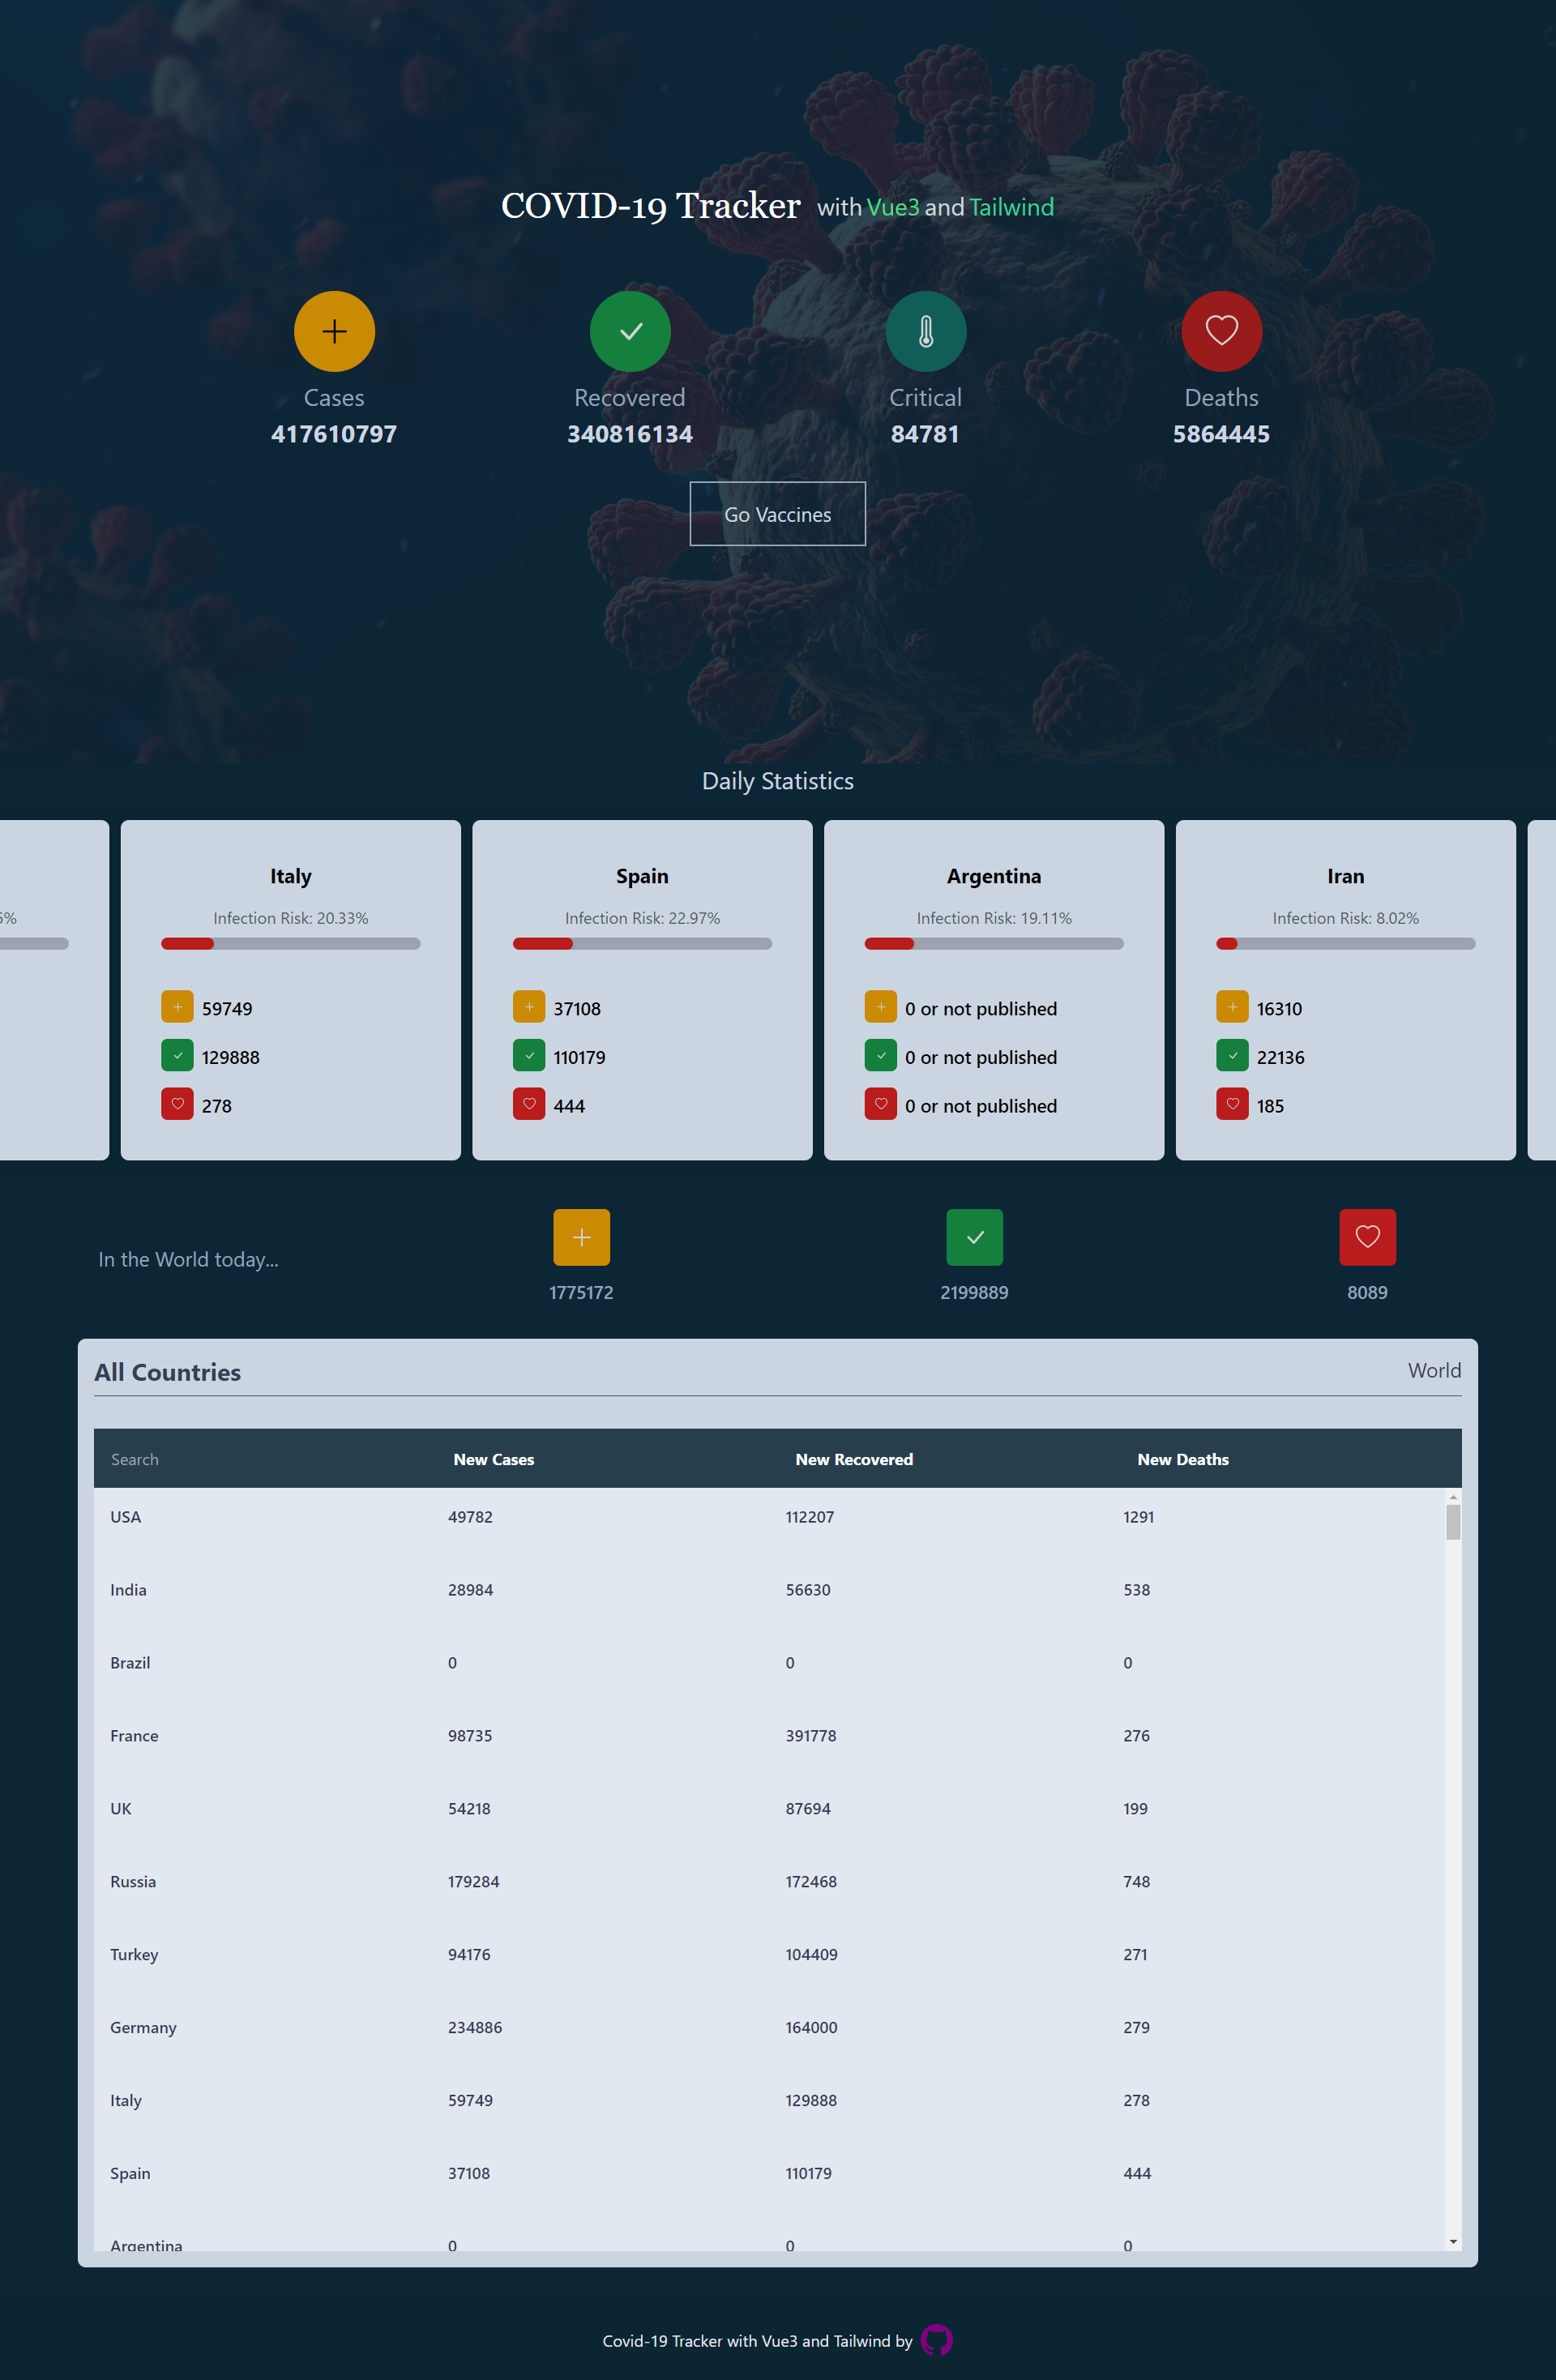 COVID-19 Tracker with Vue3 and Tailwind
Cases Recovered Critical Deaths
417610797 340816134 84781 5864445
Go Vaccines
Daily Statistics
Italy Spain Argentina Iran
% Infection Risk: 20.33% Infection Risk: 22.97% Infection Risk: 19.11% Infection Risk: 8.02%
59749 37108 0 or not published 16310
129888 110179 0 or not published 22136
278 444 0 or not published 185
In the World today...
1775172 2199889 8089
All Countries World
Search New Cases New Recovered New Deaths
USA 49782 112207 1291
India 28984 56630 538
Brazil 0 0 0
France 98735 391778 276
UK 54218 87694 199
Russia 179284 172468 748
Turkey 94176 104409 271
Germany 234886 164000 279
Italy 59749 129888 278
Spain 37108 110179 444
Argentina 0 0 0
Covid-19 Tracker with Vue3 and Tailwind by